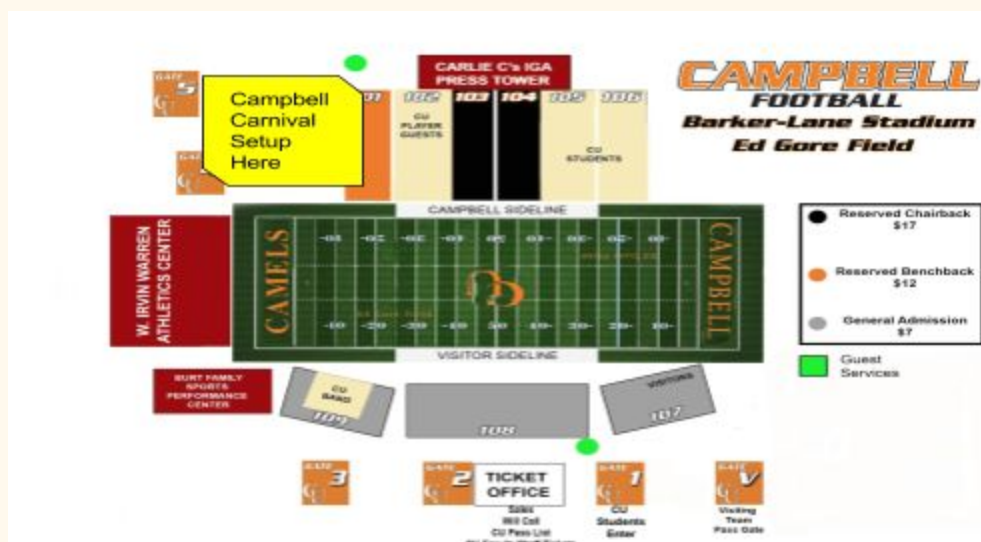 CARLIE C's IGA
PRESS TOWER
CAMPBELL
FOOTBALL
Barker-Lane Stadium
Ed Gore Field
GATE
5
Campbell
Carnival
Setup
Here
01
102
103
104
105
106
CU
PLAYER
GUESTS
CU
STUDENTS
CAMPBELL SIDELINE
W. IRVIN WARREN
ATHLETICS CENTER
CAMELS
CAMPBELL
VISITOR SIDELINE
Reserved Chairback
$17
Reserved Benchback
$12
General Admission
$7
Guest
Services
BURT FAMILY
SPORTS
PERFORMANCE
CENTER
CU
BAND
109
108
VISITORS
107
GATE
3
GATE
2
TICKET
OFFICE
GATE
1
GATE
V
Sales
Will Call
CU Pass List
CU
Students
Enter
Visiting
Team
Pass Gate